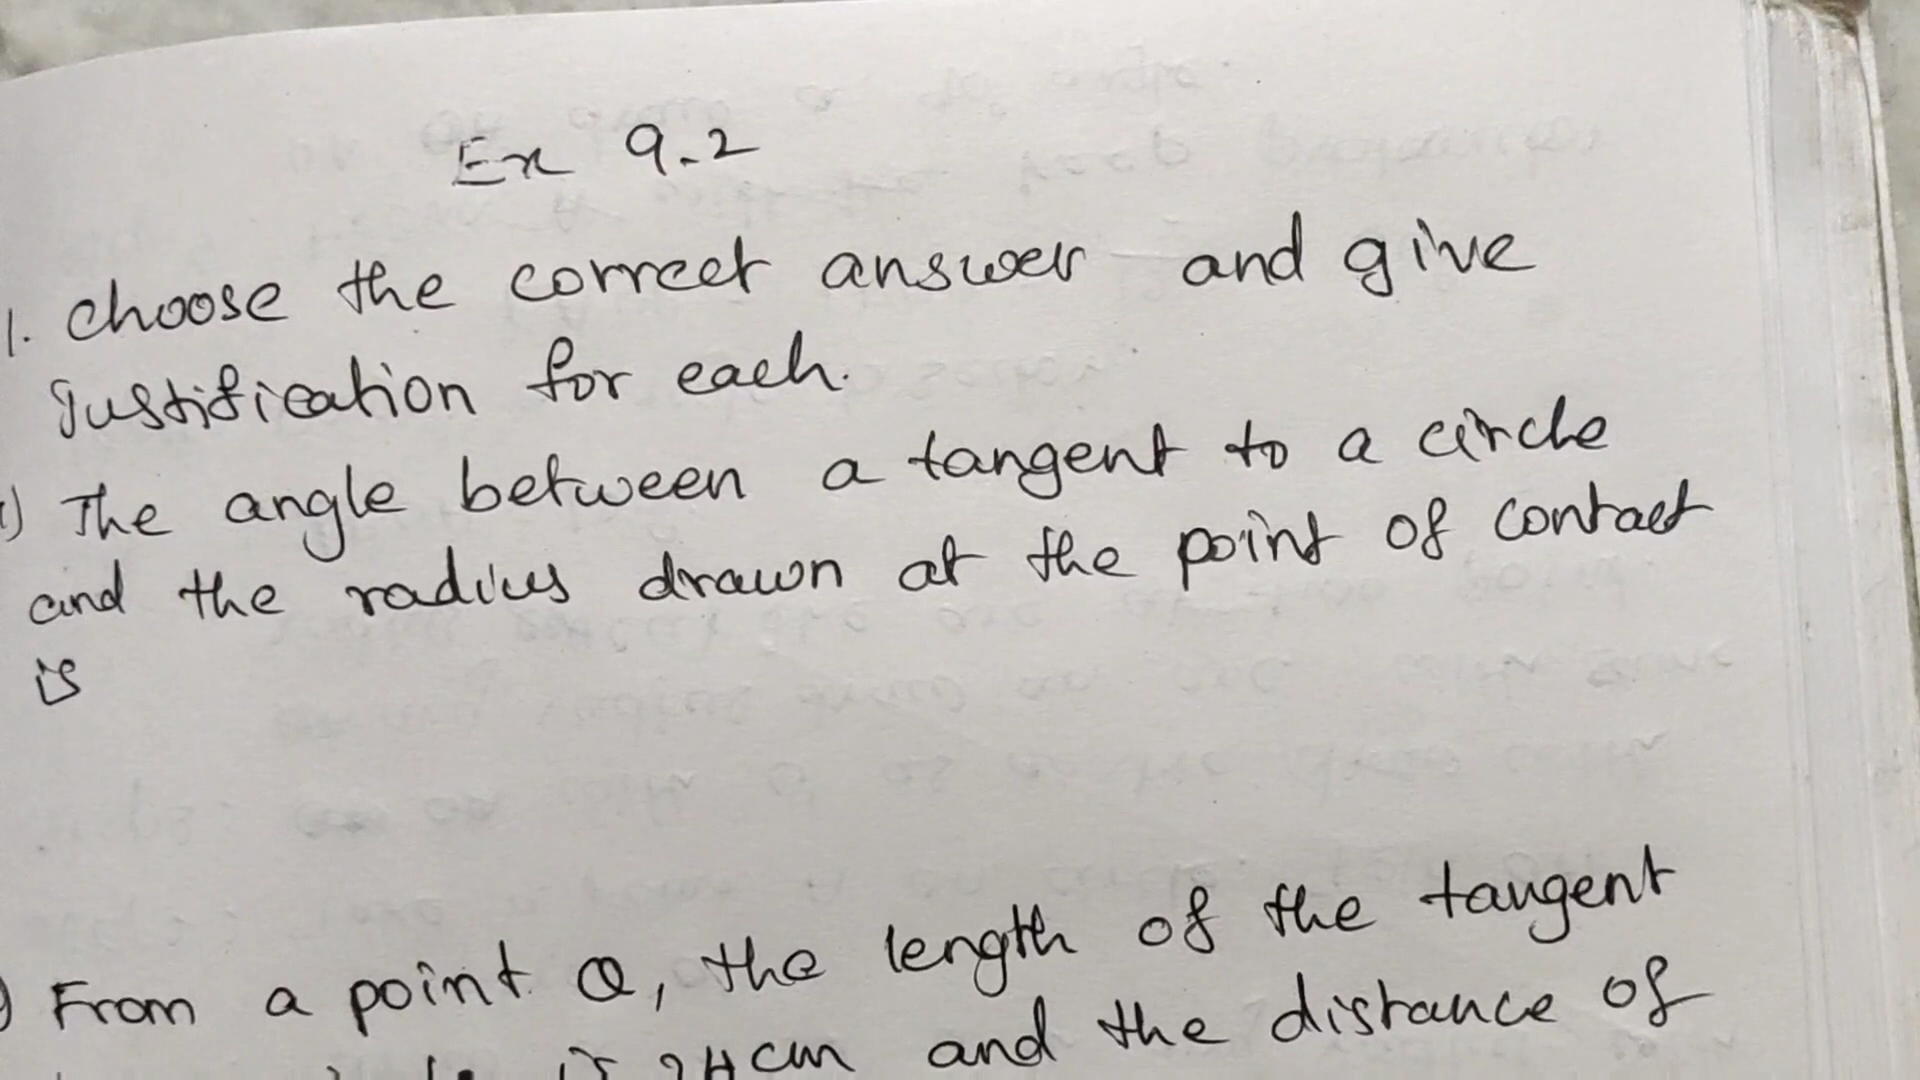 Ex 9.2
1. choose the correct answer and give
Justification for each.
i) The angle between a tangent to a circle
and the radius drawn at the point of contact
is
) From a point Q, the length of the tangent
is 24 cm and the distance of